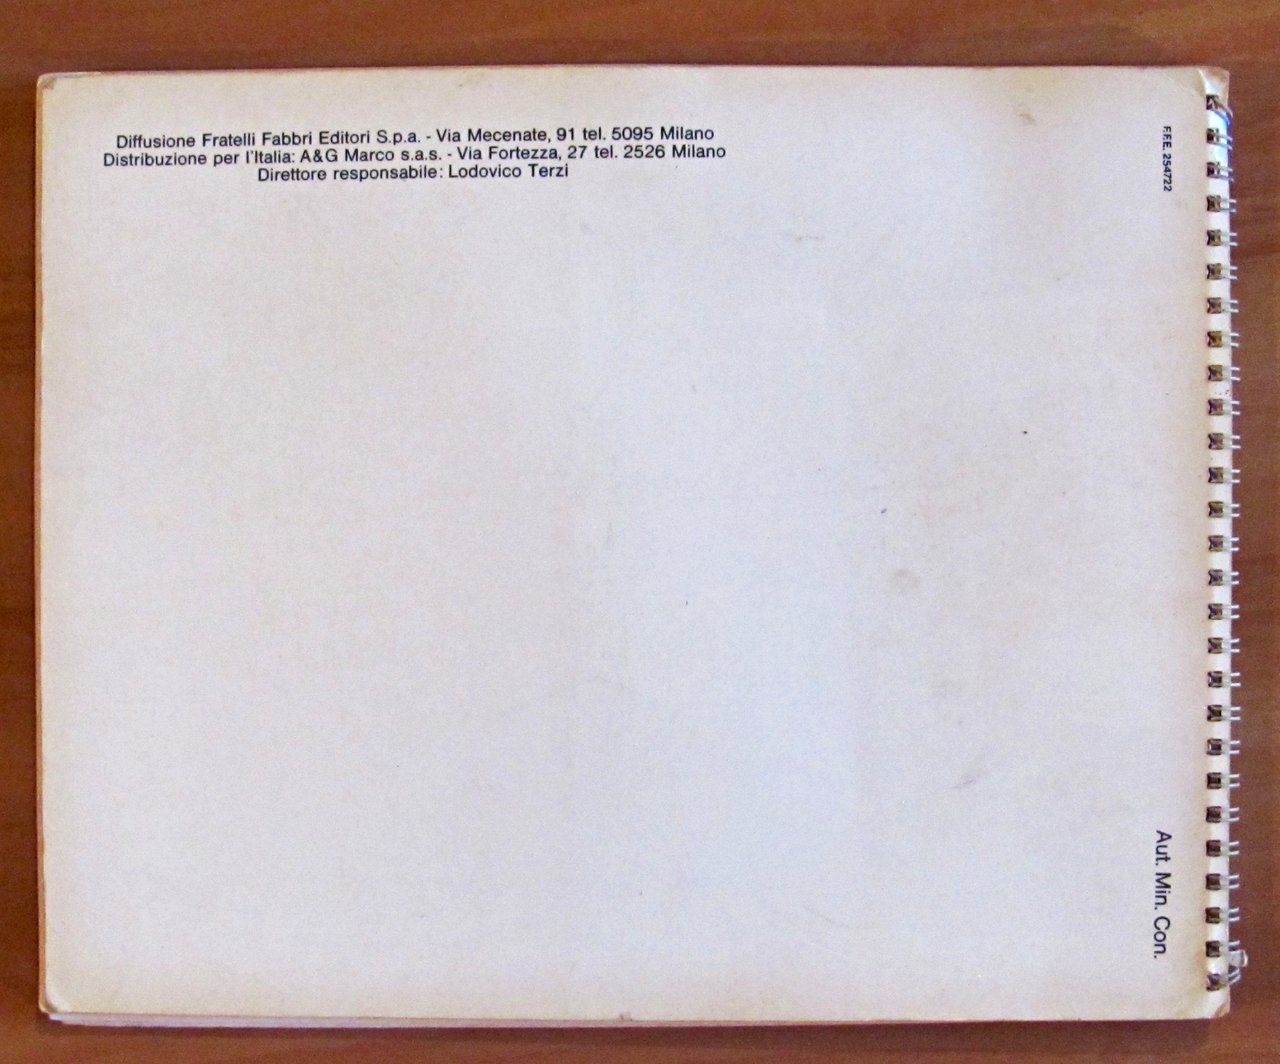 Diffusione Fratelli Fabbri Editori S.p.a. - Via Mecenate, 91 tel. 5095 Milano
Distribuzione per l'Italia: A&G Marco s.a.s. - Via Fortezza, 27 tel. 2526 Milano
Direttore responsabile: Lodovico Terzi
F.F.E. 254722
Aut. Min. Con.